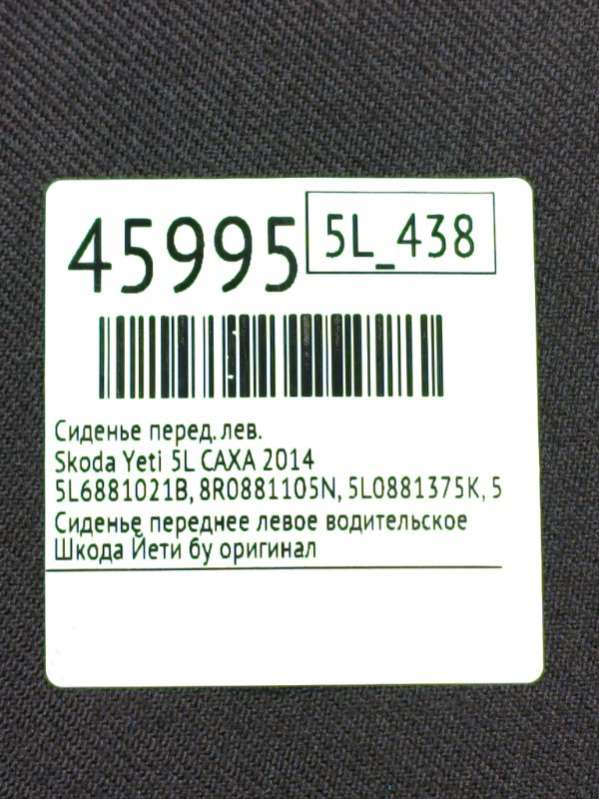 45995
5L_438
Сиденье перед. лев.
Skoda Yeti 5L CAXA 2014
5L6881021B, 8R0881105N, 5L0881375K, 5
Сиденье переднее левое водительское
Шкода Йети бу оригинал